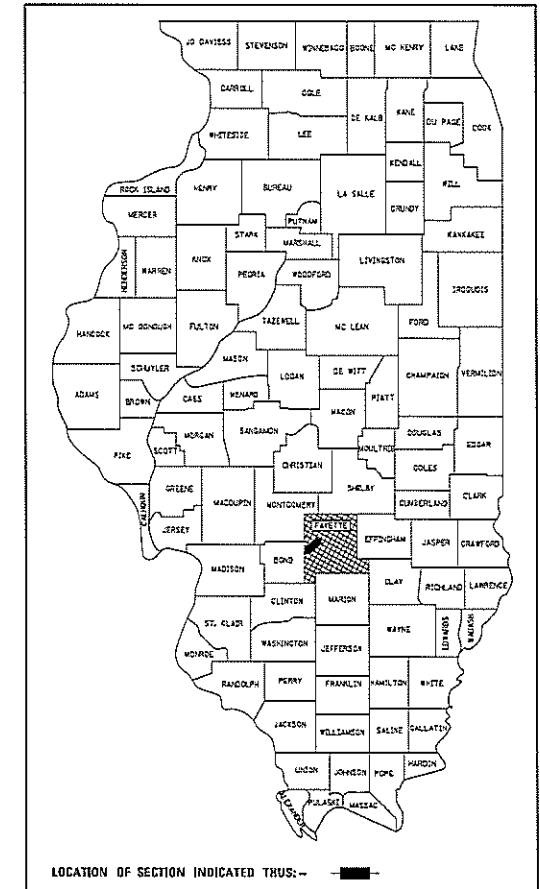 JO DAVIESS STEVENSON WINNEBAGO BOONE MC HENRY LAKE
CARROLL OGLE DE KALB KANE DU PAGE COOK
WHITESIDE LEE
KENDALL WILL
ROCK ISLAND HENRY BUREAU LA SALLE GRUNDY
MERCER PUTNAM KANKAKEE
STARK MARSHALL
HENDERSON WARREN KNOX PEORIA WOODFORD LIVINGSTON IROQUOIS
HANCOCK MC DONOUGH FULTON TAZEWELL MC LEAN FORD
MASON
SCHUYLER LOGAN DE WITT CHAMPAIGN VERMILION
ADAMS BROWN CASS MENARD MACON PIATT
MORGAN SANGAMON DOUGLAS
PIKE SCOTT CHRISTIAN MOULTRIE COLES EDGAR
GREENE MACOUPIN MONTGOMERY SHELBY CUMBERLAND CLARK
CALHOUN JERSEY FAYETTE
MADISON BOND EFFINGHAM JASPER CRAWFORD
CLINTON MARION CLAY RICHLAND LAWRENCE
ST. CLAIR WAYNE EDWARDS WABASH
MONROE WASHINGTON JEFFERSON
RANDOLPH PERRY FRANKLIN HAMILTON WHITE
JACKSON WILLIAMSON SALINE GALLATIN
UNION JOHNSON POPE HARDIN
ALEXANDER PULASKI MASSAC
LOCATION OF SECTION INDICATED THUS:-